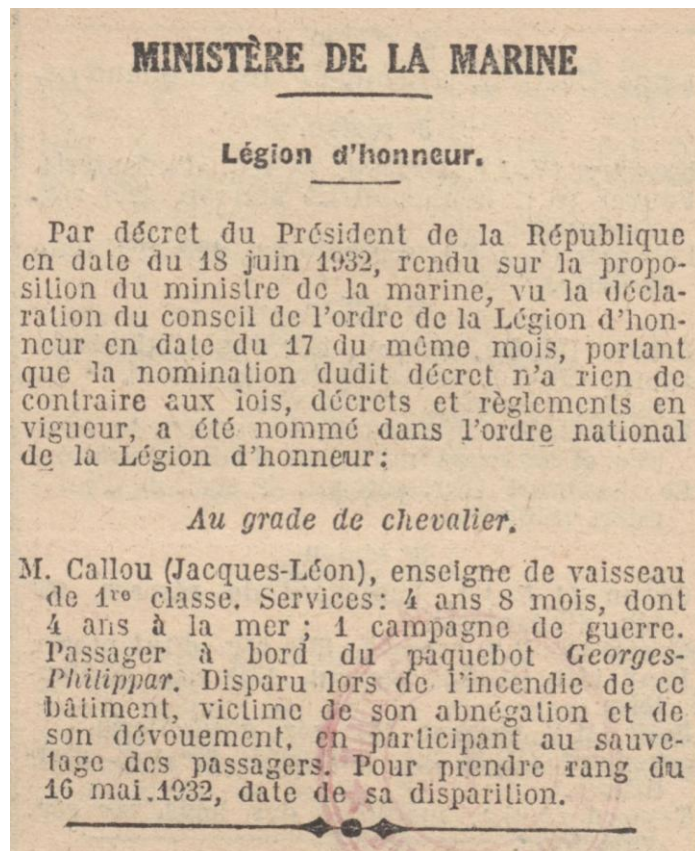 MINISTÈRE DE LA MARINE
Légion d'honneur.
Par décret du Président de la République
en date du 18 juin 1932, rendu sur la propo-
sition du ministre de la marine, vu la décla-
ration du conseil de l'ordre de la Légion d'hon-
neur en date du 17 du même mois, portant
que la nomination dudit décret n'a rien de
contraire aux lois, décrets et règlements en
vigueur, a été nommé dans l'ordre national
de la Légion d'honneur:
Au grade de chevalier.
M. Callou (Jacques-Léon), enseigne de vaisseau
de 1re classe. Services: 4 ans 8 mois, dont
4 ans à la mer ; 1 campagne de guerre.
Passager à bord du paquebot Georges-
Philippar. Disparu lors de l'incendie de ce
bâtiment, victime de son abnégation et de
son dévouement, en participant au sauve-
tage des passagers. Pour prendre rang du
16 mai.1932, date de sa disparition.